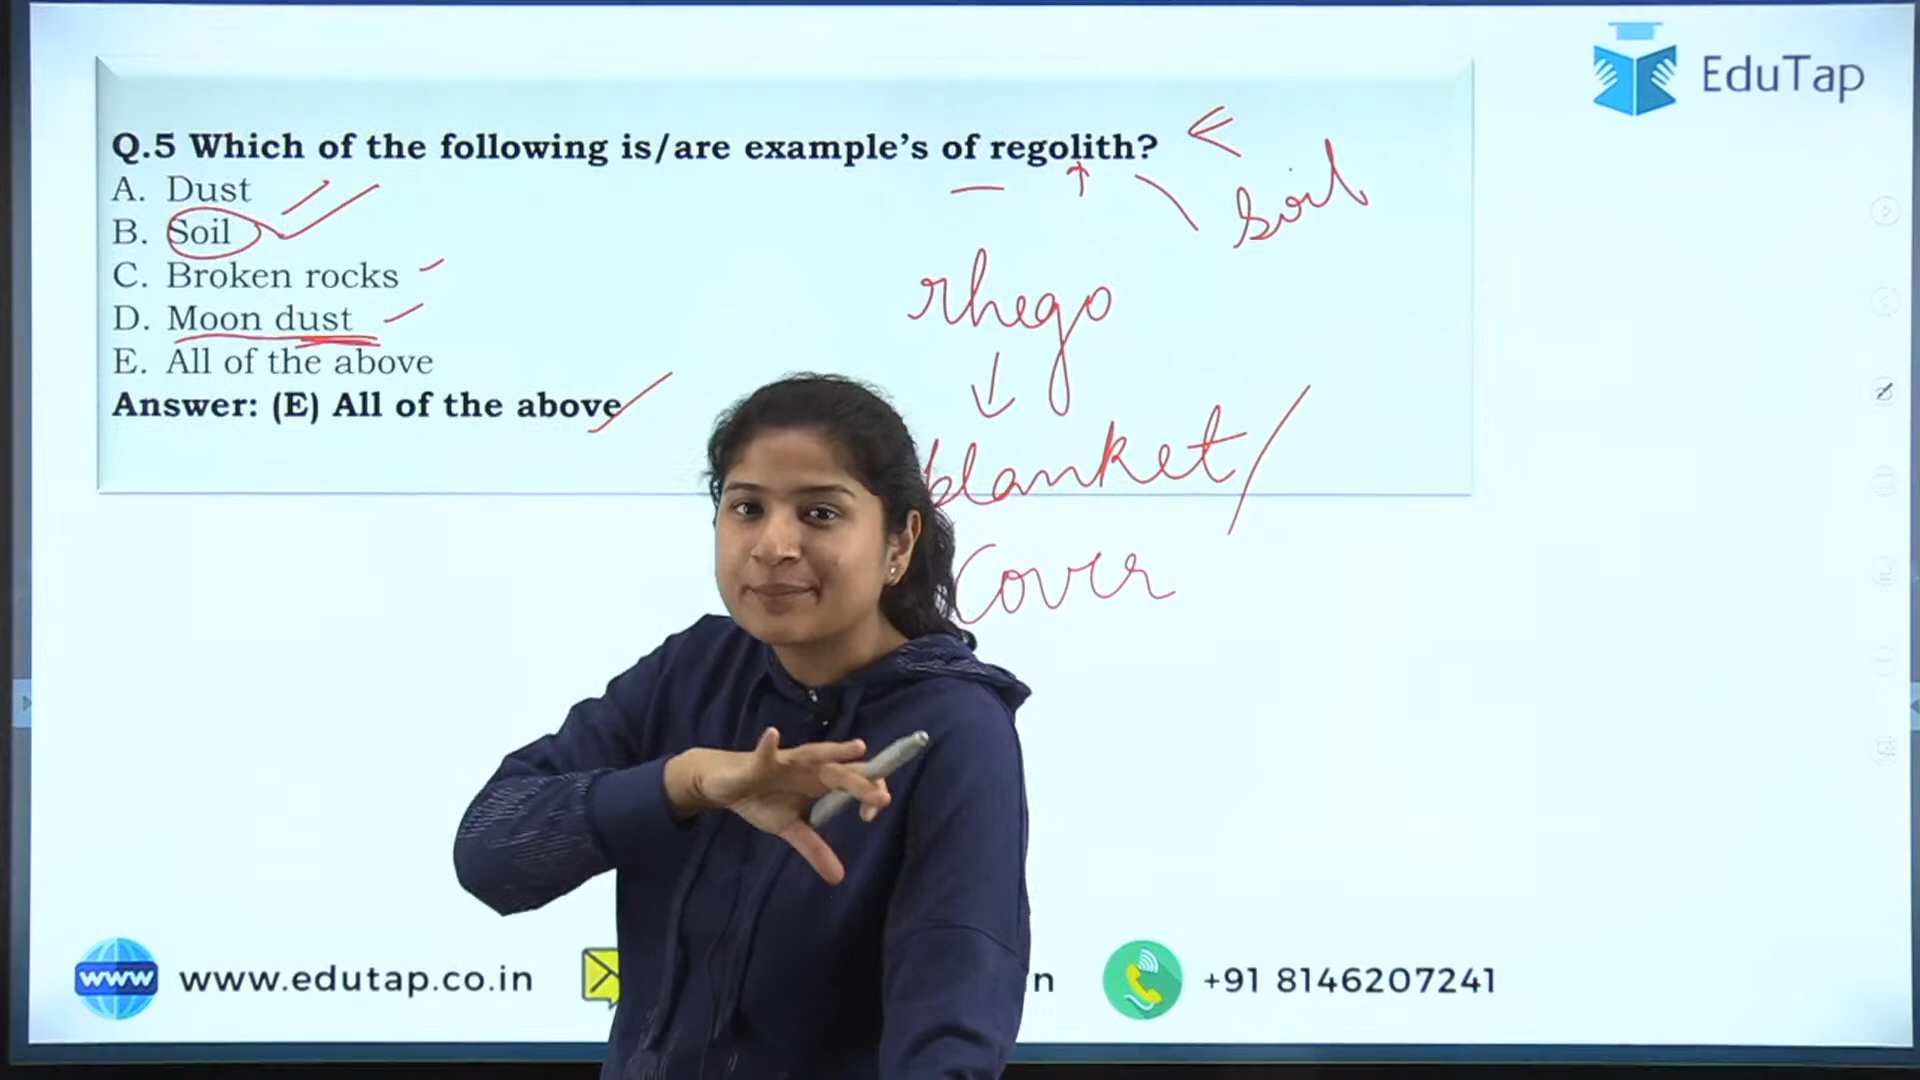 EduTap
Q.5 Which of the following is/are example's of regolith?
A. Dust
B. Soil
C. Broken rocks
D. Moon dust
E. All of the above
Answer: (E) All of the above
soil
rhego
blanket/
cover
www
www.edutap.co.in
n
+91 8146207241